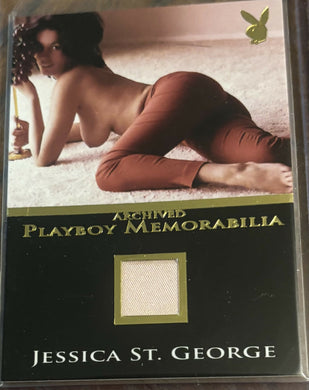 ARCHIVED
PLAYBOY MEMORABILIA
JESSICA ST. GEORGE